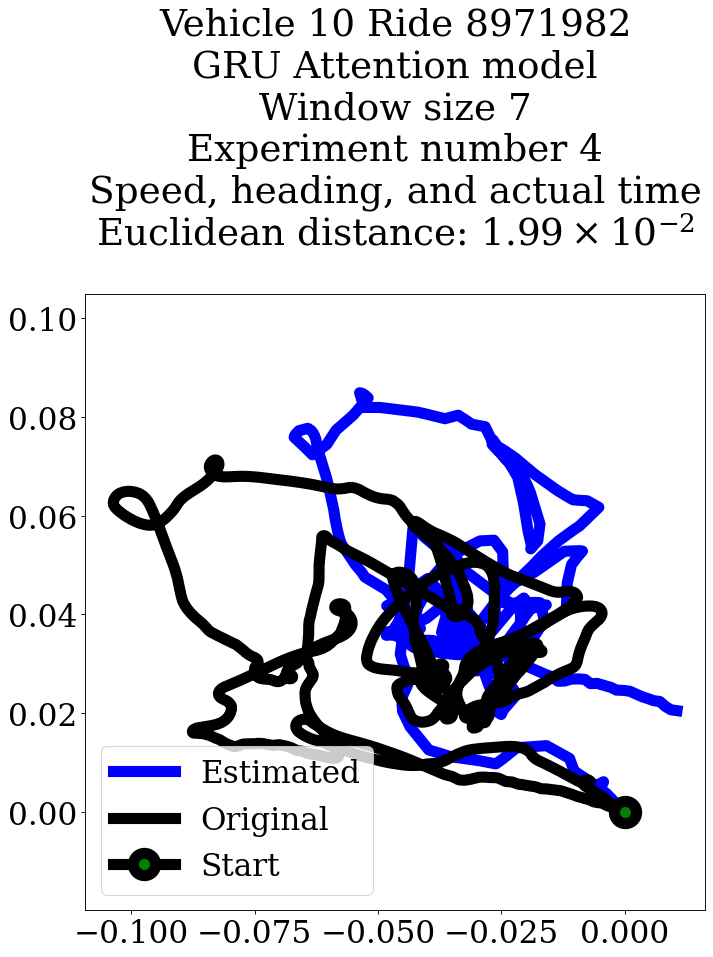 Vehicle 10 Ride 8971982
GRU Attention model
Window size 7
Experiment number 4
Speed, heading, and actual time
Euclidean distance: 1.99 × 10⁻²
0.10
0.08
0.06
0.04
0.02
0.00
Estimated
Original
Start
−0.100 −0.075 −0.050 −0.025 0.000